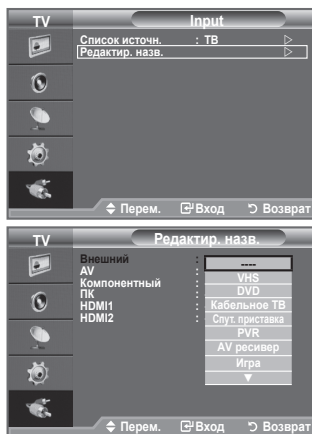 TV Input
Список источн. : ТВ ▷
Редактир. назв. ▷
Перем. Вход Возврат
TV Редактир. назв.
Внешний : ----
AV : VHS
Компонентный : DVD
ПК : Кабельное ТВ
HDMI1 : Спут. приставка
HDMI2 : PVR
AV ресивер
Игра
▼
Перем. Вход Возврат